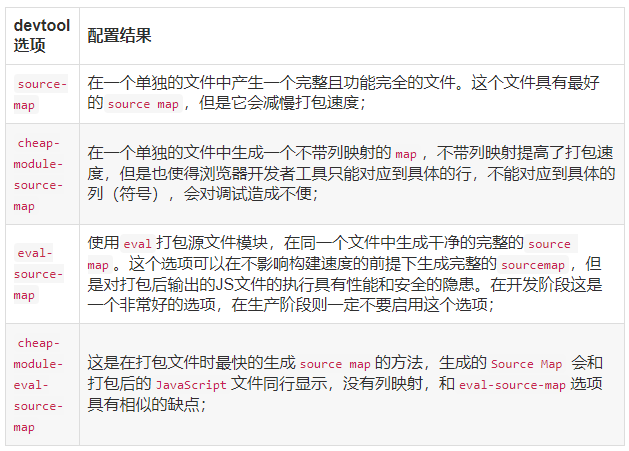 devtool
选项
配置结果
source-
map
在一个单独的文件中产生一个完整且功能完全的文件。这个文件具有最好
的 source map ，但是它会减慢打包速度；
cheap-
module-
source-
map
在一个单独的文件中生成一个不带列映射的 map ，不带列映射提高了打包速
度，但是也使得浏览器开发者工具只能对应到具体的行，不能对应到具体的
列（符号），会对调试造成不便；
eval-
source-
map
使用 eval 打包源文件模块，在同一个文件中生成干净的完整的 source
map 。这个选项可以在不影响构建速度的前提下生成完整的 sourcemap ，但
是对打包后输出的JS文件的执行具有性能和安全的隐患。在开发阶段这是
一个非常好的选项，在生产阶段则一定不要启用这个选项；
cheap-
module-
eval-
source-
map
这是在打包文件时最快的生成 source map 的方法，生成的 Source Map 会和
打包后的 JavaScript 文件同行显示，没有列映射，和 eval-source-map 选项
具有相似的缺点；